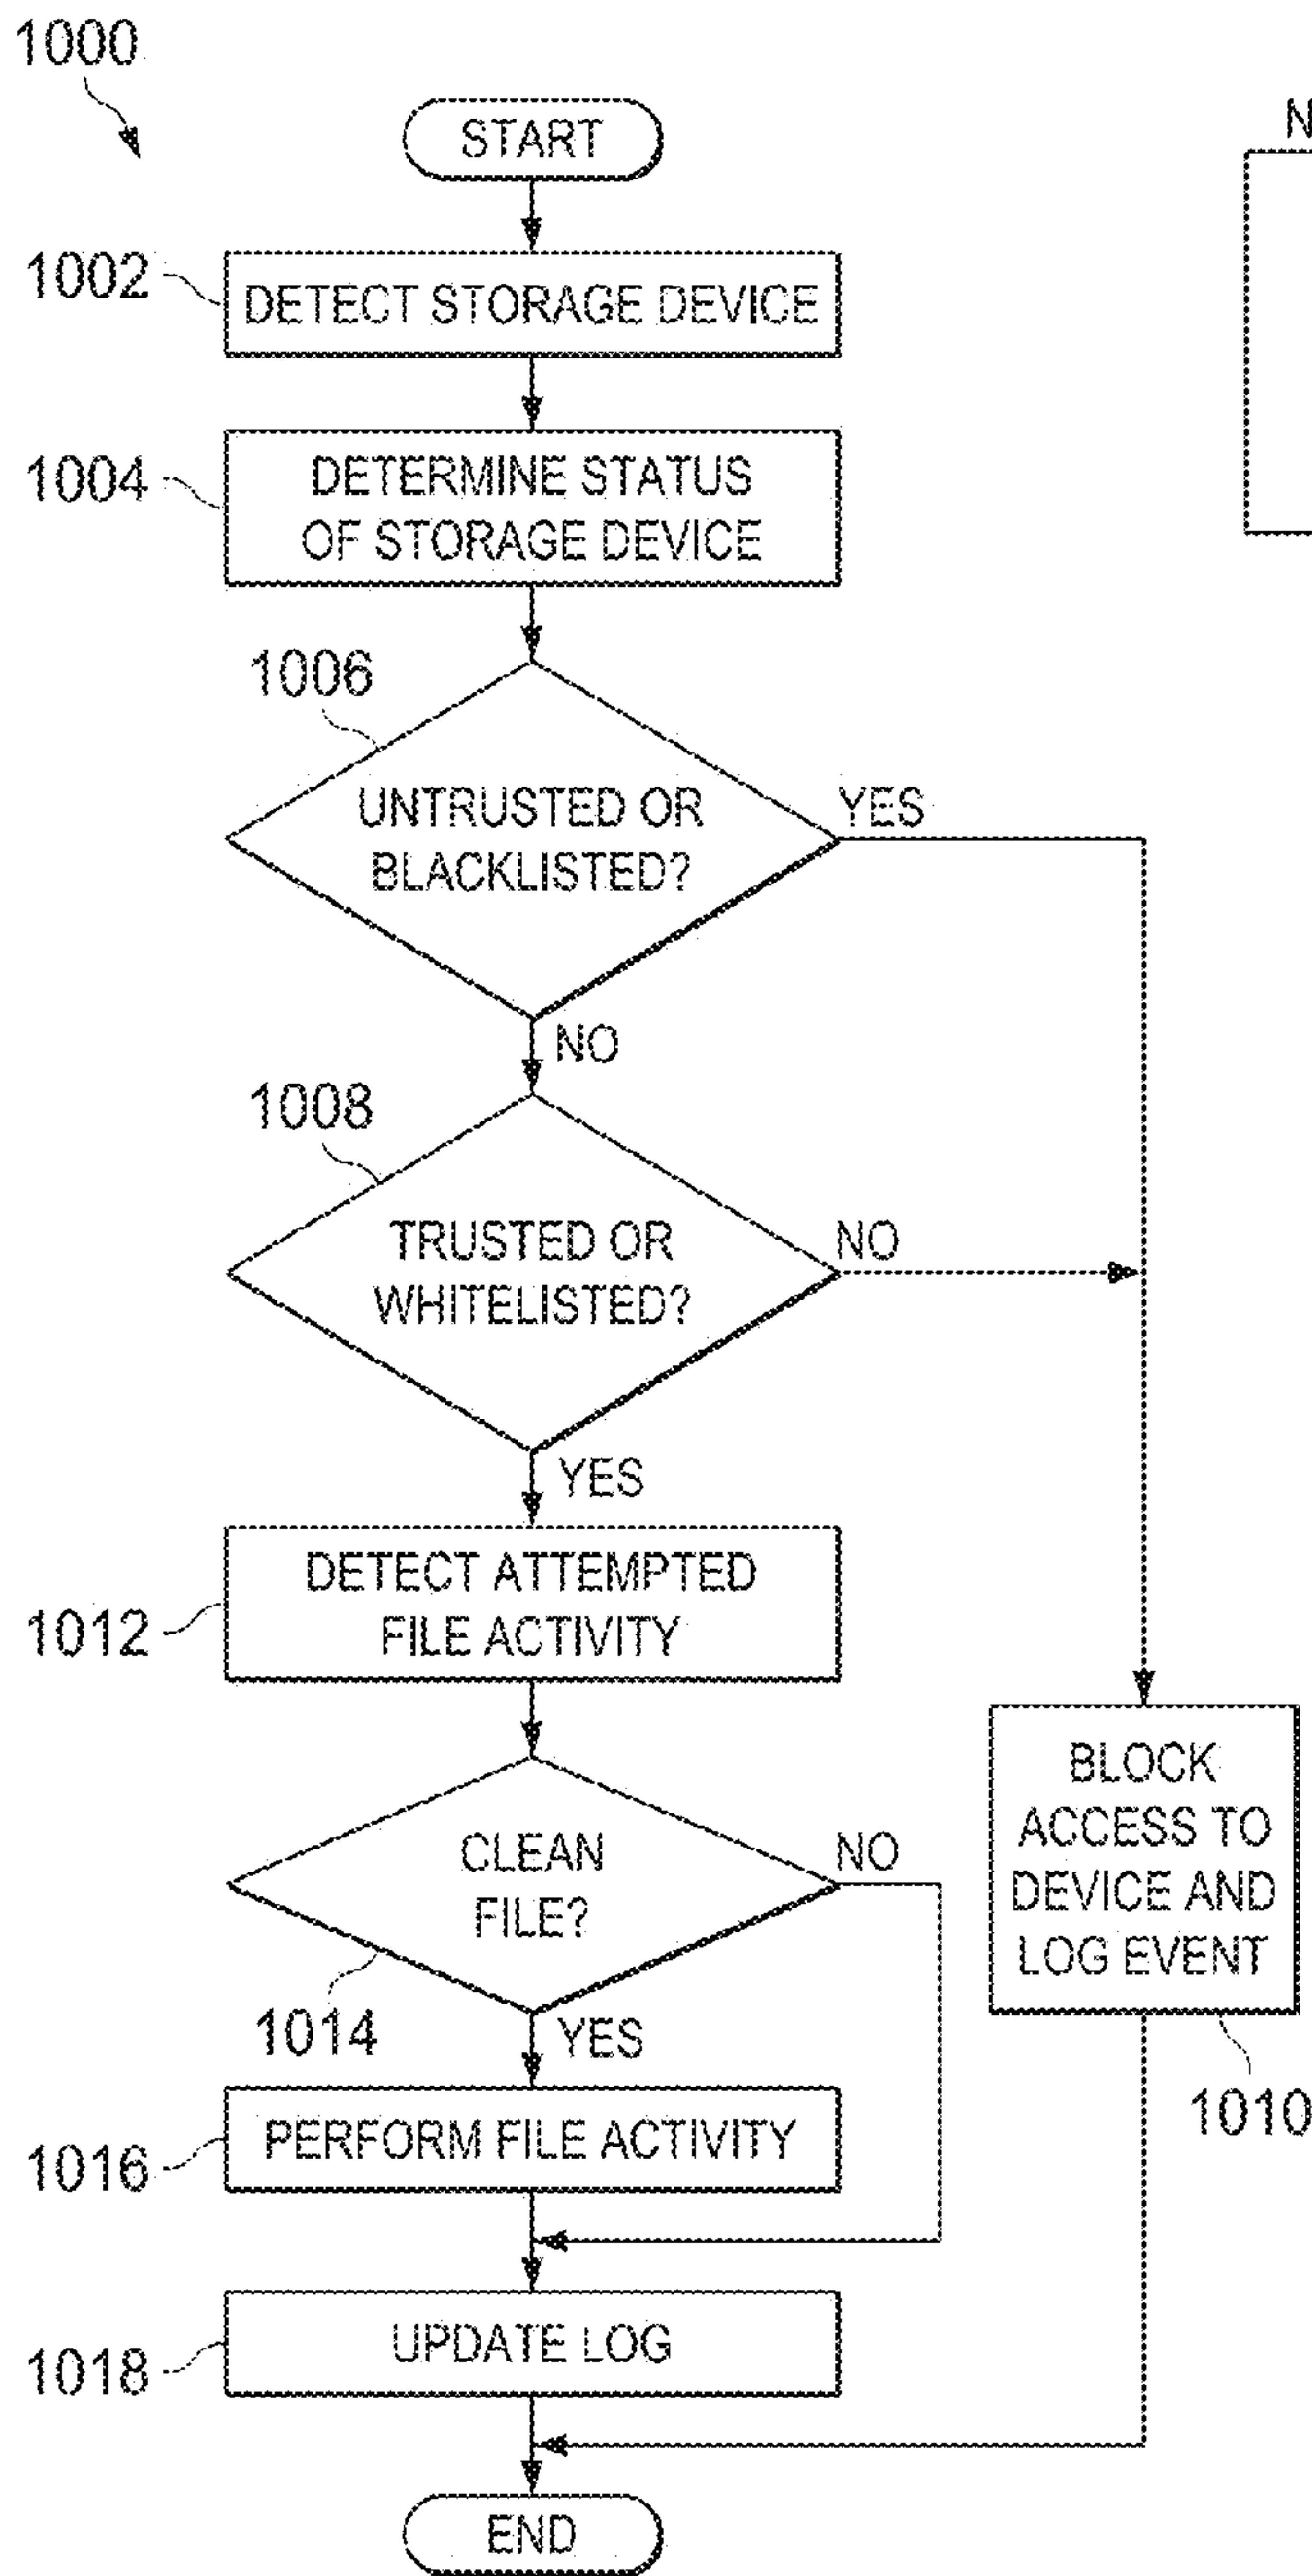 1000
START
1002
DETECT STORAGE DEVICE
1004
DETERMINE STATUS
OF STORAGE DEVICE
1006
UNTRUSTED OR
BLACKLISTED?
YES
NO
1008
TRUSTED OR
WHITELISTED?
NO
YES
1012
DETECT ATTEMPTED
FILE ACTIVITY
CLEAN
FILE?
NO
1014
YES
BLOCK
ACCESS TO
DEVICE AND
LOG EVENT
1010
1016
PERFORM FILE ACTIVITY
1018
UPDATE LOG
END